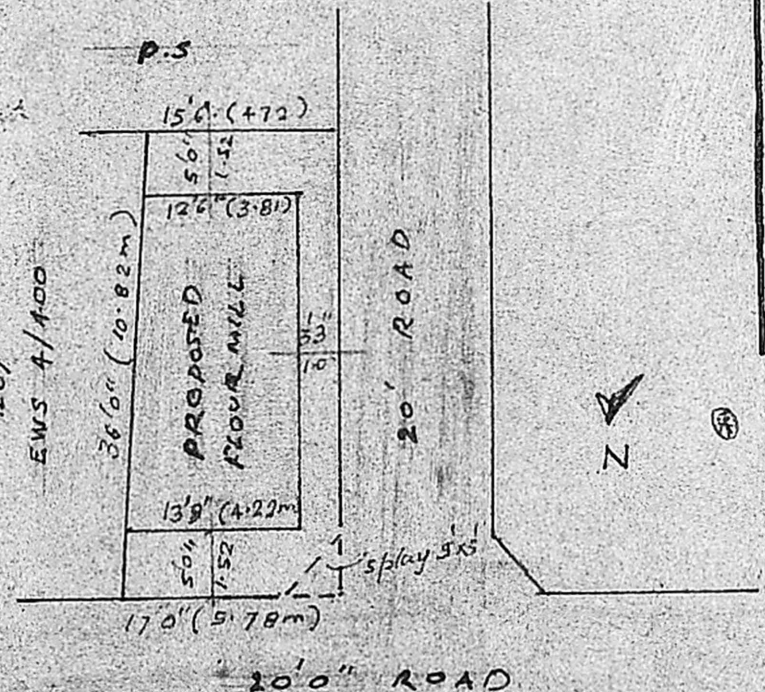 P.S
15'6" (4.72)
5'0"
1.52
12'6" (3.81)
EWS A/400
36'0" (10.82m)
PROPOSED
FLOUR MILL
3'3"
1.0
20' ROAD
N
13'9" (4.22m
5'0"
1.52
splay 5'x5'
17'0" (5.78m)
20'0" ROAD